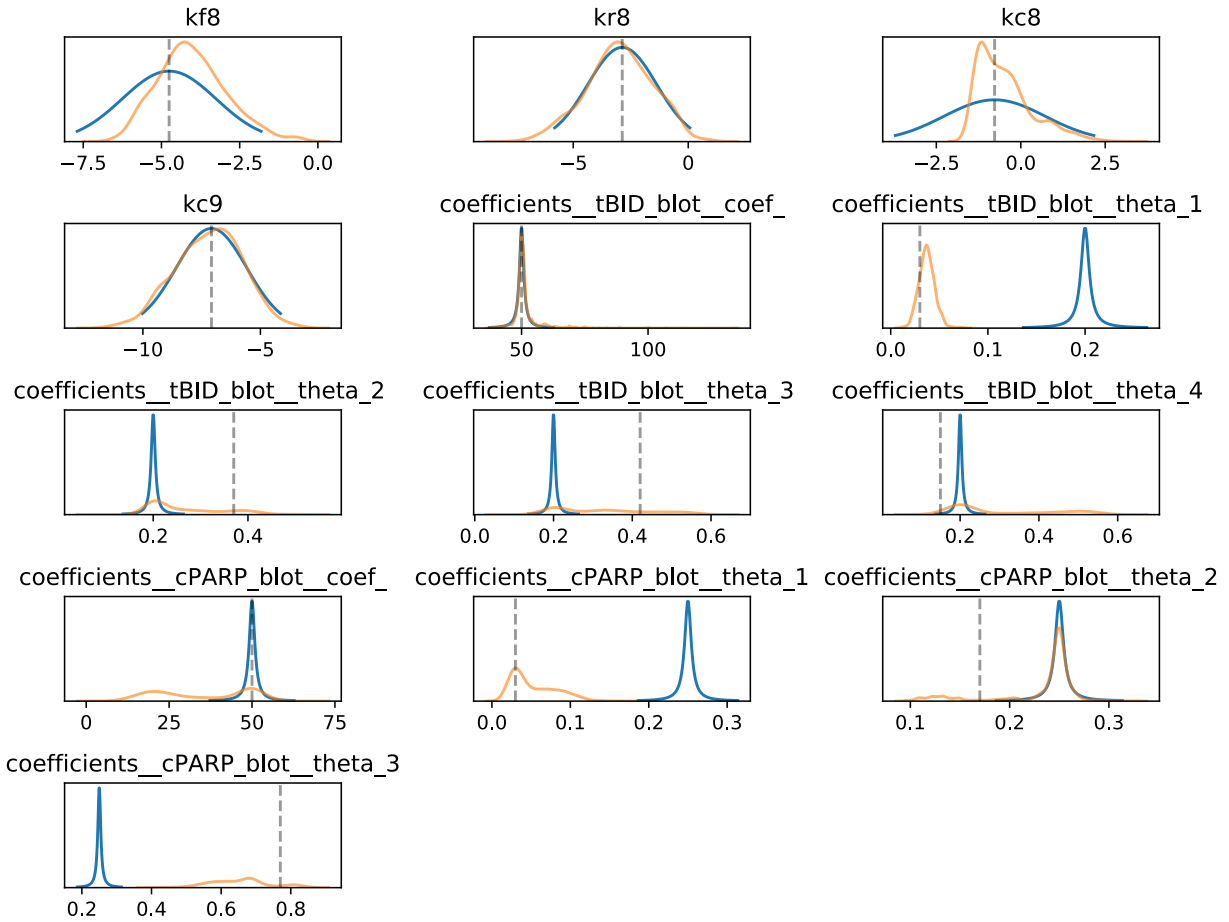 kf8 kr8 kc8
−7.5 −5.0 −2.5 0.0 −5 0 −2.5 0.0 2.5
kc9 coefficients__tBID_blot__coef_ coefficients__tBID_blot__theta_1
−10 −5 50 100 0.0 0.1 0.2
coefficients__tBID_blot__theta_2 coefficients__tBID_blot__theta_3 coefficients__tBID_blot__theta_4
0.2 0.4 0.0 0.2 0.4 0.6 0.2 0.4 0.6
coefficients__cPARP_blot__coef_ coefficients__cPARP_blot__theta_1 coefficients__cPARP_blot__theta_2
0 25 50 75 0.0 0.1 0.2 0.3 0.1 0.2 0.3
coefficients__cPARP_blot__theta_3
0.2 0.4 0.6 0.8